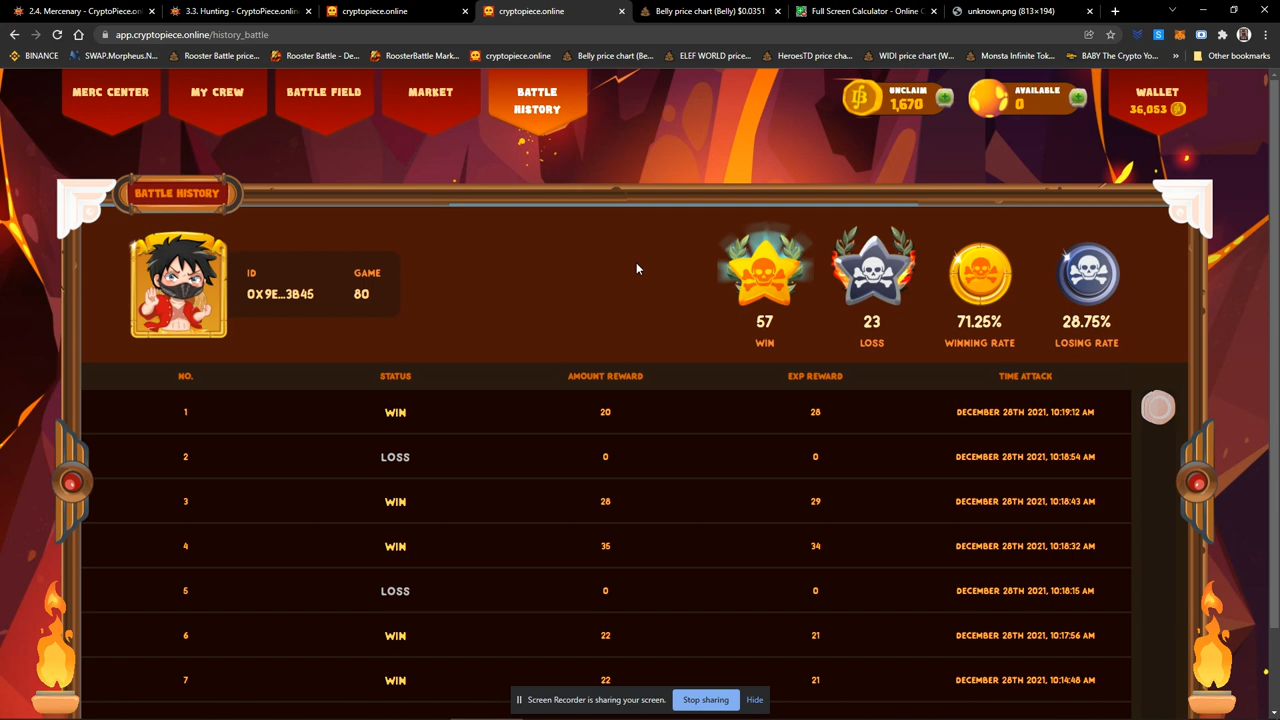 2.4. Mercenary - CryptoPiece.onl
3.3. Hunting - CryptoPiece.onlin
cryptopiece.online
cryptopiece.online
Belly price chart (Belly) $0.0351
Full Screen Calculator - Online C
unknown.png (813×194)
app.cryptopiece.online/history_battle
BINANCE
SWAP.Morpheus.N...
Rooster Battle price...
Rooster Battle - De...
RoosterBattle Mark...
cryptopiece.online
Belly price chart (Be...
ELEF WORLD pric...
HeroesTD price cha...
WIDI price chart (W...
Monsta Infinite Tok...
BABY The Crypto Yo...
»
Other bookmarks
MERC CENTER
MY CREW
BATTLE FIELD
MARKET
BATTLE
HISTORY
UNCLAIM
1,670
AVAILABLE
0
WALLET
36,053
BATTLE HISTORY
ID
GAME
0X9E...3B45
80
57
23
71.25%
28.75%
WIN
LOSS
WINNING RATE
LOSING RATE
NO. STATUS AMOUNT REWARD EXP REWARD TIME ATTACK
1 WIN 20 28 DECEMBER 28TH 2021, 10:19:12 AM
2 LOSS 0 0 DECEMBER 28TH 2021, 10:18:54 AM
3 WIN 28 29 DECEMBER 28TH 2021, 10:18:43 AM
4 WIN 35 34 DECEMBER 28TH 2021, 10:18:32 AM
5 LOSS 0 0 DECEMBER 28TH 2021, 10:18:15 AM
6 WIN 22 21 DECEMBER 28TH 2021, 10:17:56 AM
7 WIN 22 21 DECEMBER 28TH 2021, 10:14:48 AM
Screen Recorder is sharing your screen.
Stop sharing
Hide